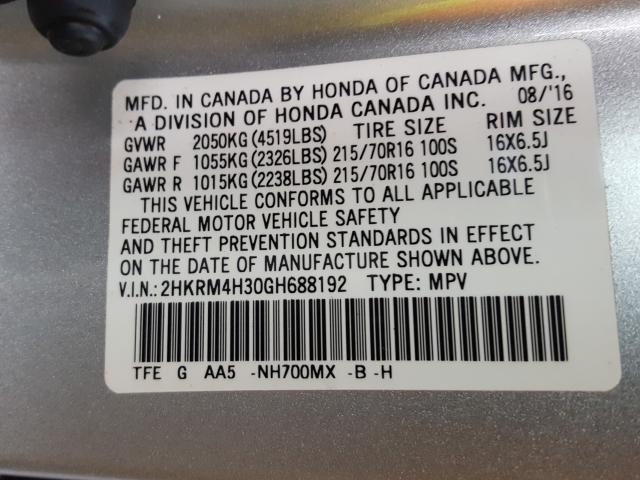 MFD. IN CANADA BY HONDA OF CANADA MFG.,
A DIVISION OF HONDA CANADA INC. 08/'16
GVWR 2050KG(4519LBS) TIRE SIZE RIM SIZE
GAWR F 1055KG(2326LBS) 215/70R16 100S 16X6.5J
GAWR R 1015KG(2238LBS) 215/70R16 100S 16X6.5J
THIS VEHICLE CONFORMS TO ALL APPLICABLE
FEDERAL MOTOR VEHICLE SAFETY
AND THEFT PREVENTION STANDARDS IN EFFECT
ON THE DATE OF MANUFACTURE SHOWN ABOVE.
V.I.N.: 2HKRM4H30GH688192 TYPE: MPV
TFE G AA5 -NH700MX -B -H